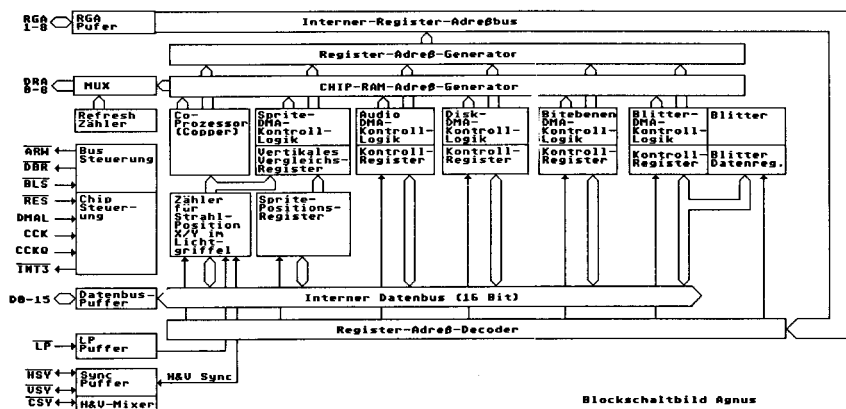 RGA
1-8
RGA
Pufer
Interner-Register-Adreßbus
Register-Adreß-Generator
DRA
0-8
MUX
CHIP-RAM-Adreß-Generator
Refresh
Zähler
Co-
Prozessor
(Copper)
Sprite-
DMA-
Kontroll-
Logik
Vertikales
Vergleichs-
Register
Audio
DMA-
Kontroll-
Logik
Kontroll-
Register
Disk-
DMA-
Kontroll-
Logik
Kontroll-
Register
Bitebenen
DMA-
Kontroll-
Logik
Kontroll-
Register
Blitter-
DMA-
Kontroll-
Logik
Kontroll-
Register
Blitter
Blitter
Datenreg.
ARW
DBR
BLS
Bus
Steuerung
RES
DMAL
CCK
CCKQ
INT3
Chip
Steuer-
ung
Zähler
für
Strahl-
Position
X/Y im
Licht-
griffel
Sprite-
Positions-
Register
D0-15
Datenbus-
Puffer
Interner Datenbus (16 Bit)
Register-Adreß-Decoder
LP
LP
Puffer
HSY
VSY
Sync
Puffer
H&V Sync
CSY
H&V-Mixer
Blockschaltbild Agnus